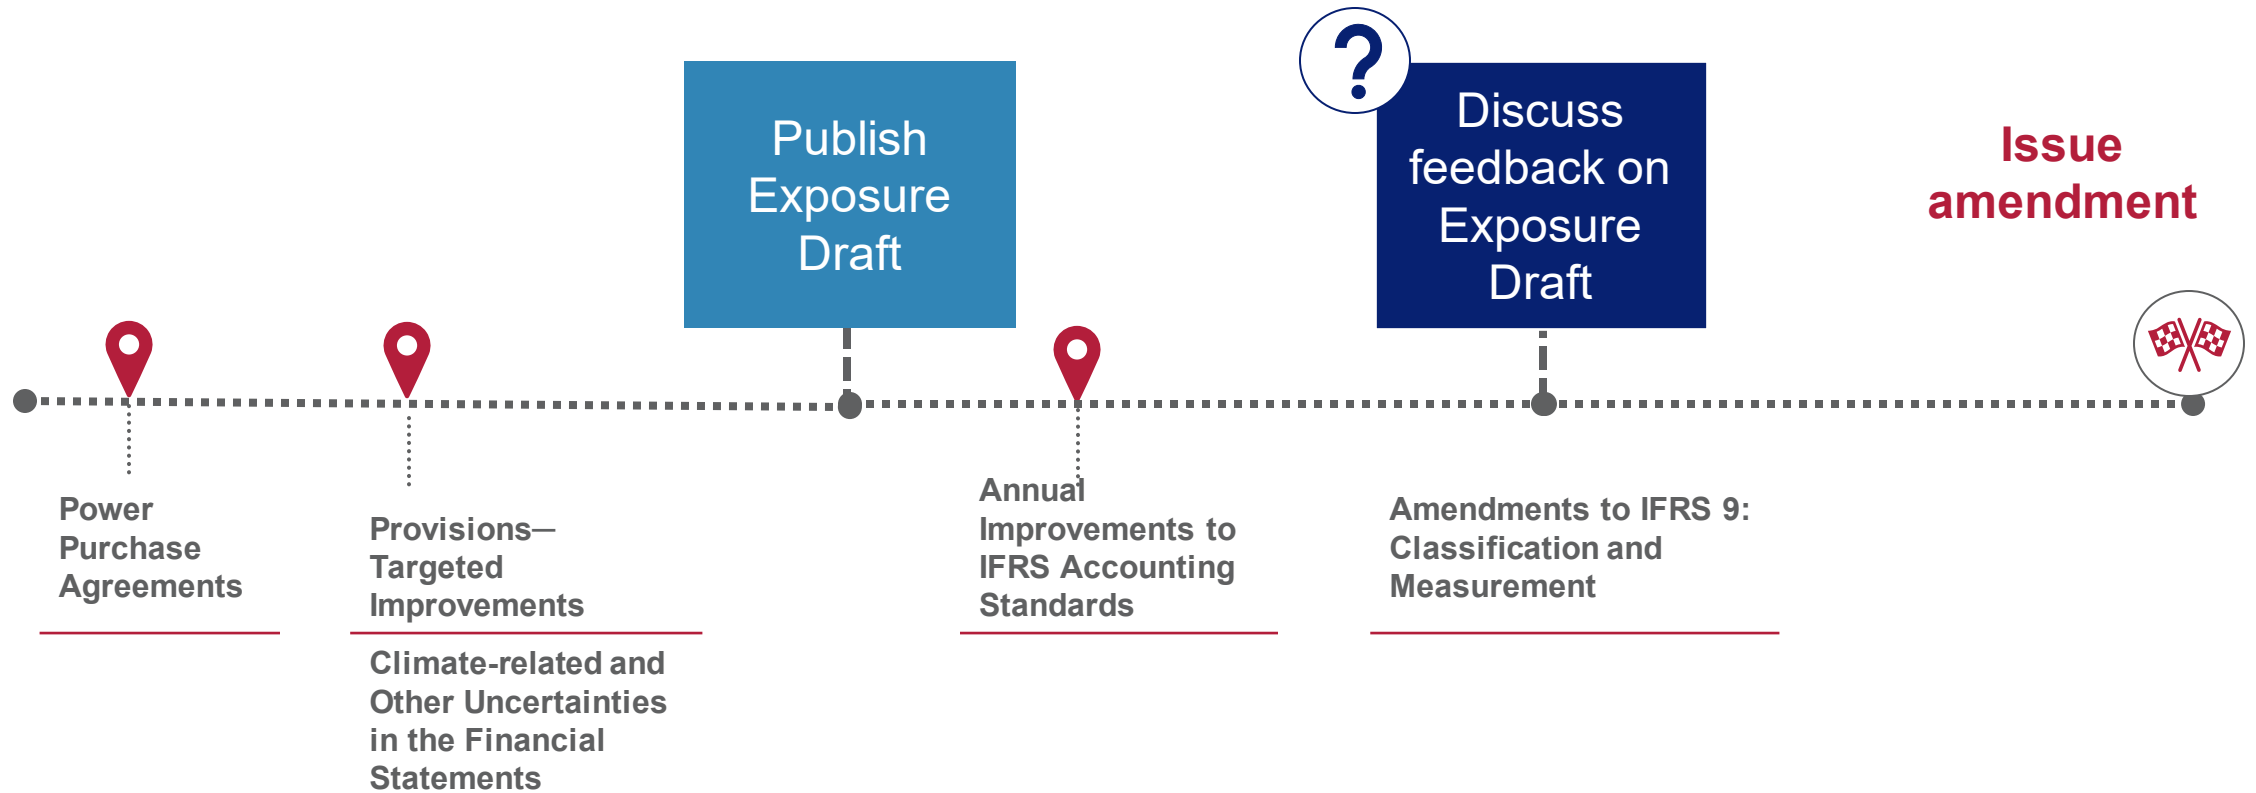 Publish
Exposure
Draft
?
Discuss
feedback on
Exposure
Draft
Issue
amendment
Power
Purchase
Agreements
Provisions—
Targeted
Improvements
Climate-related and
Other Uncertainties
in the Financial
Statements
Annual
Improvements to
IFRS Accounting
Standards
Amendments to IFRS 9:
Classification and
Measurement